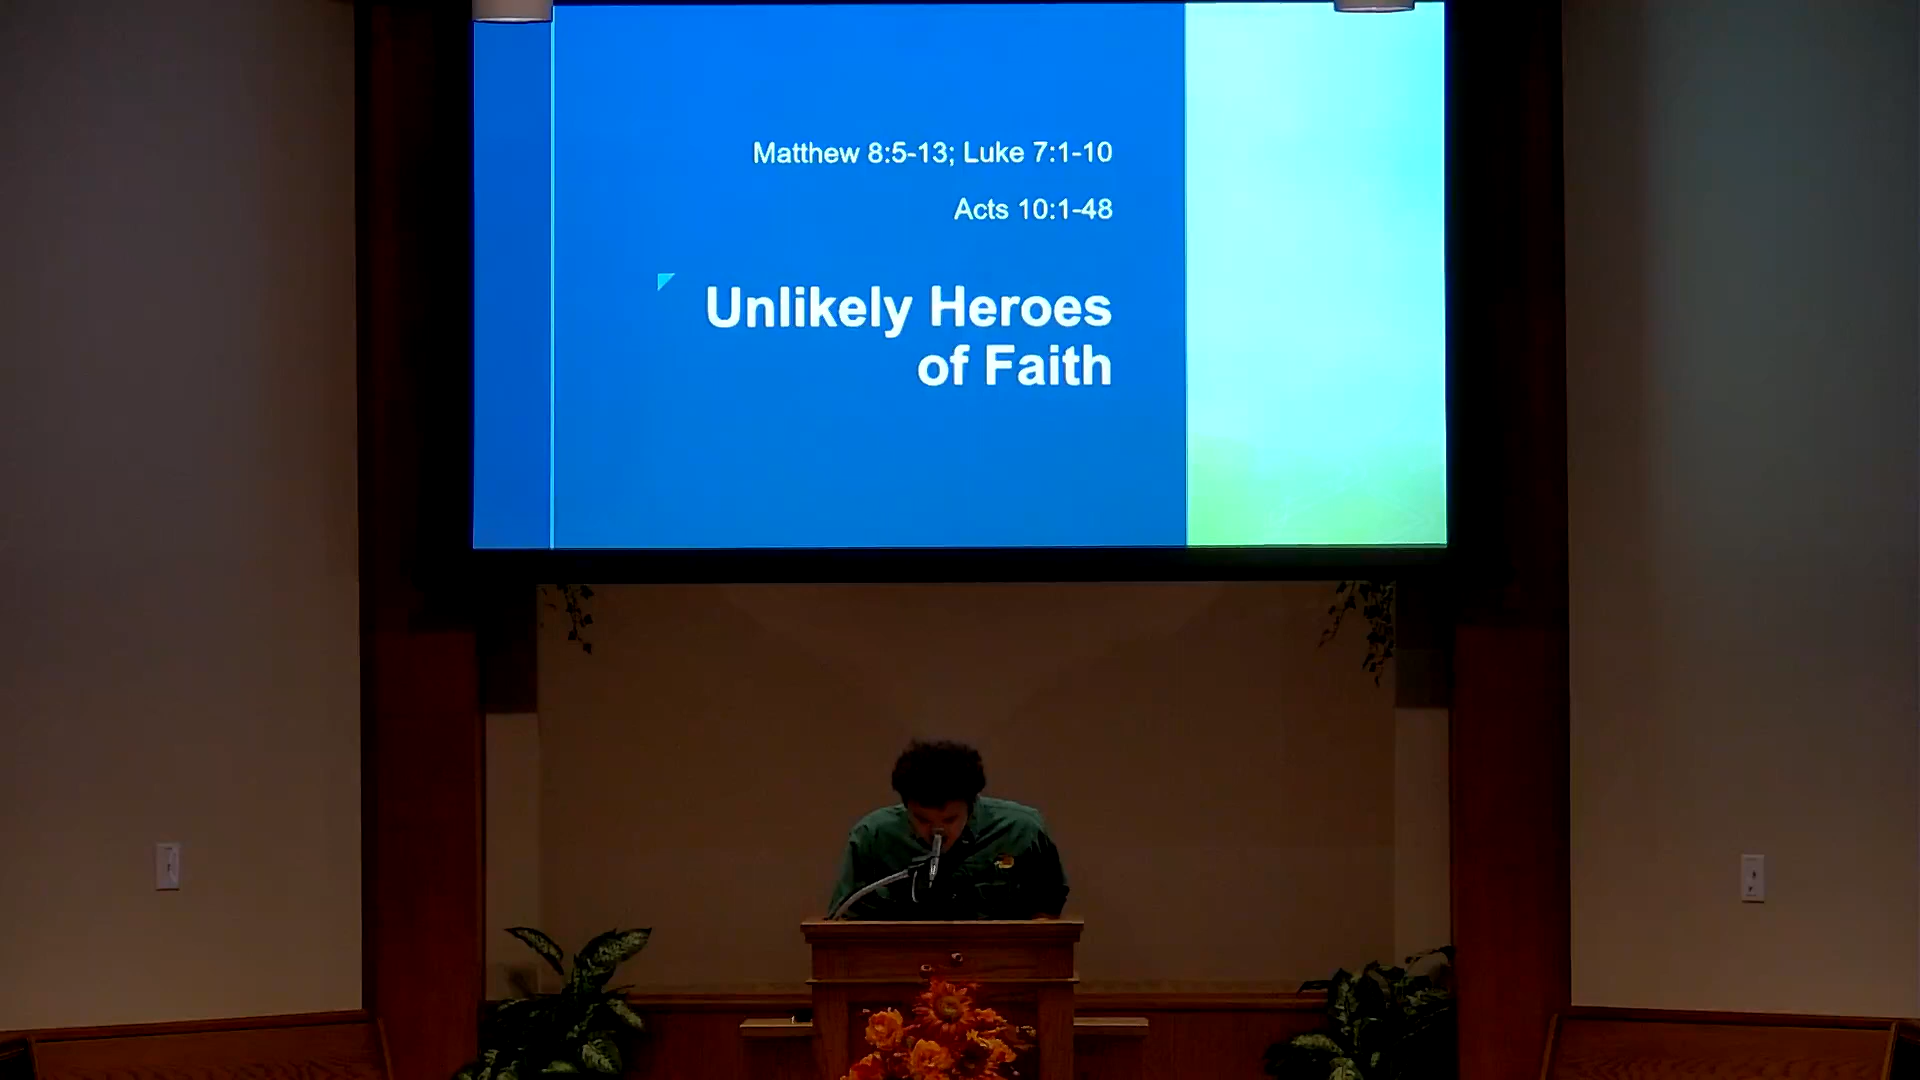 Matthew 8:5-13; Luke 7:1-10
Acts 10:1-48
Unlikely Heroes
of Faith